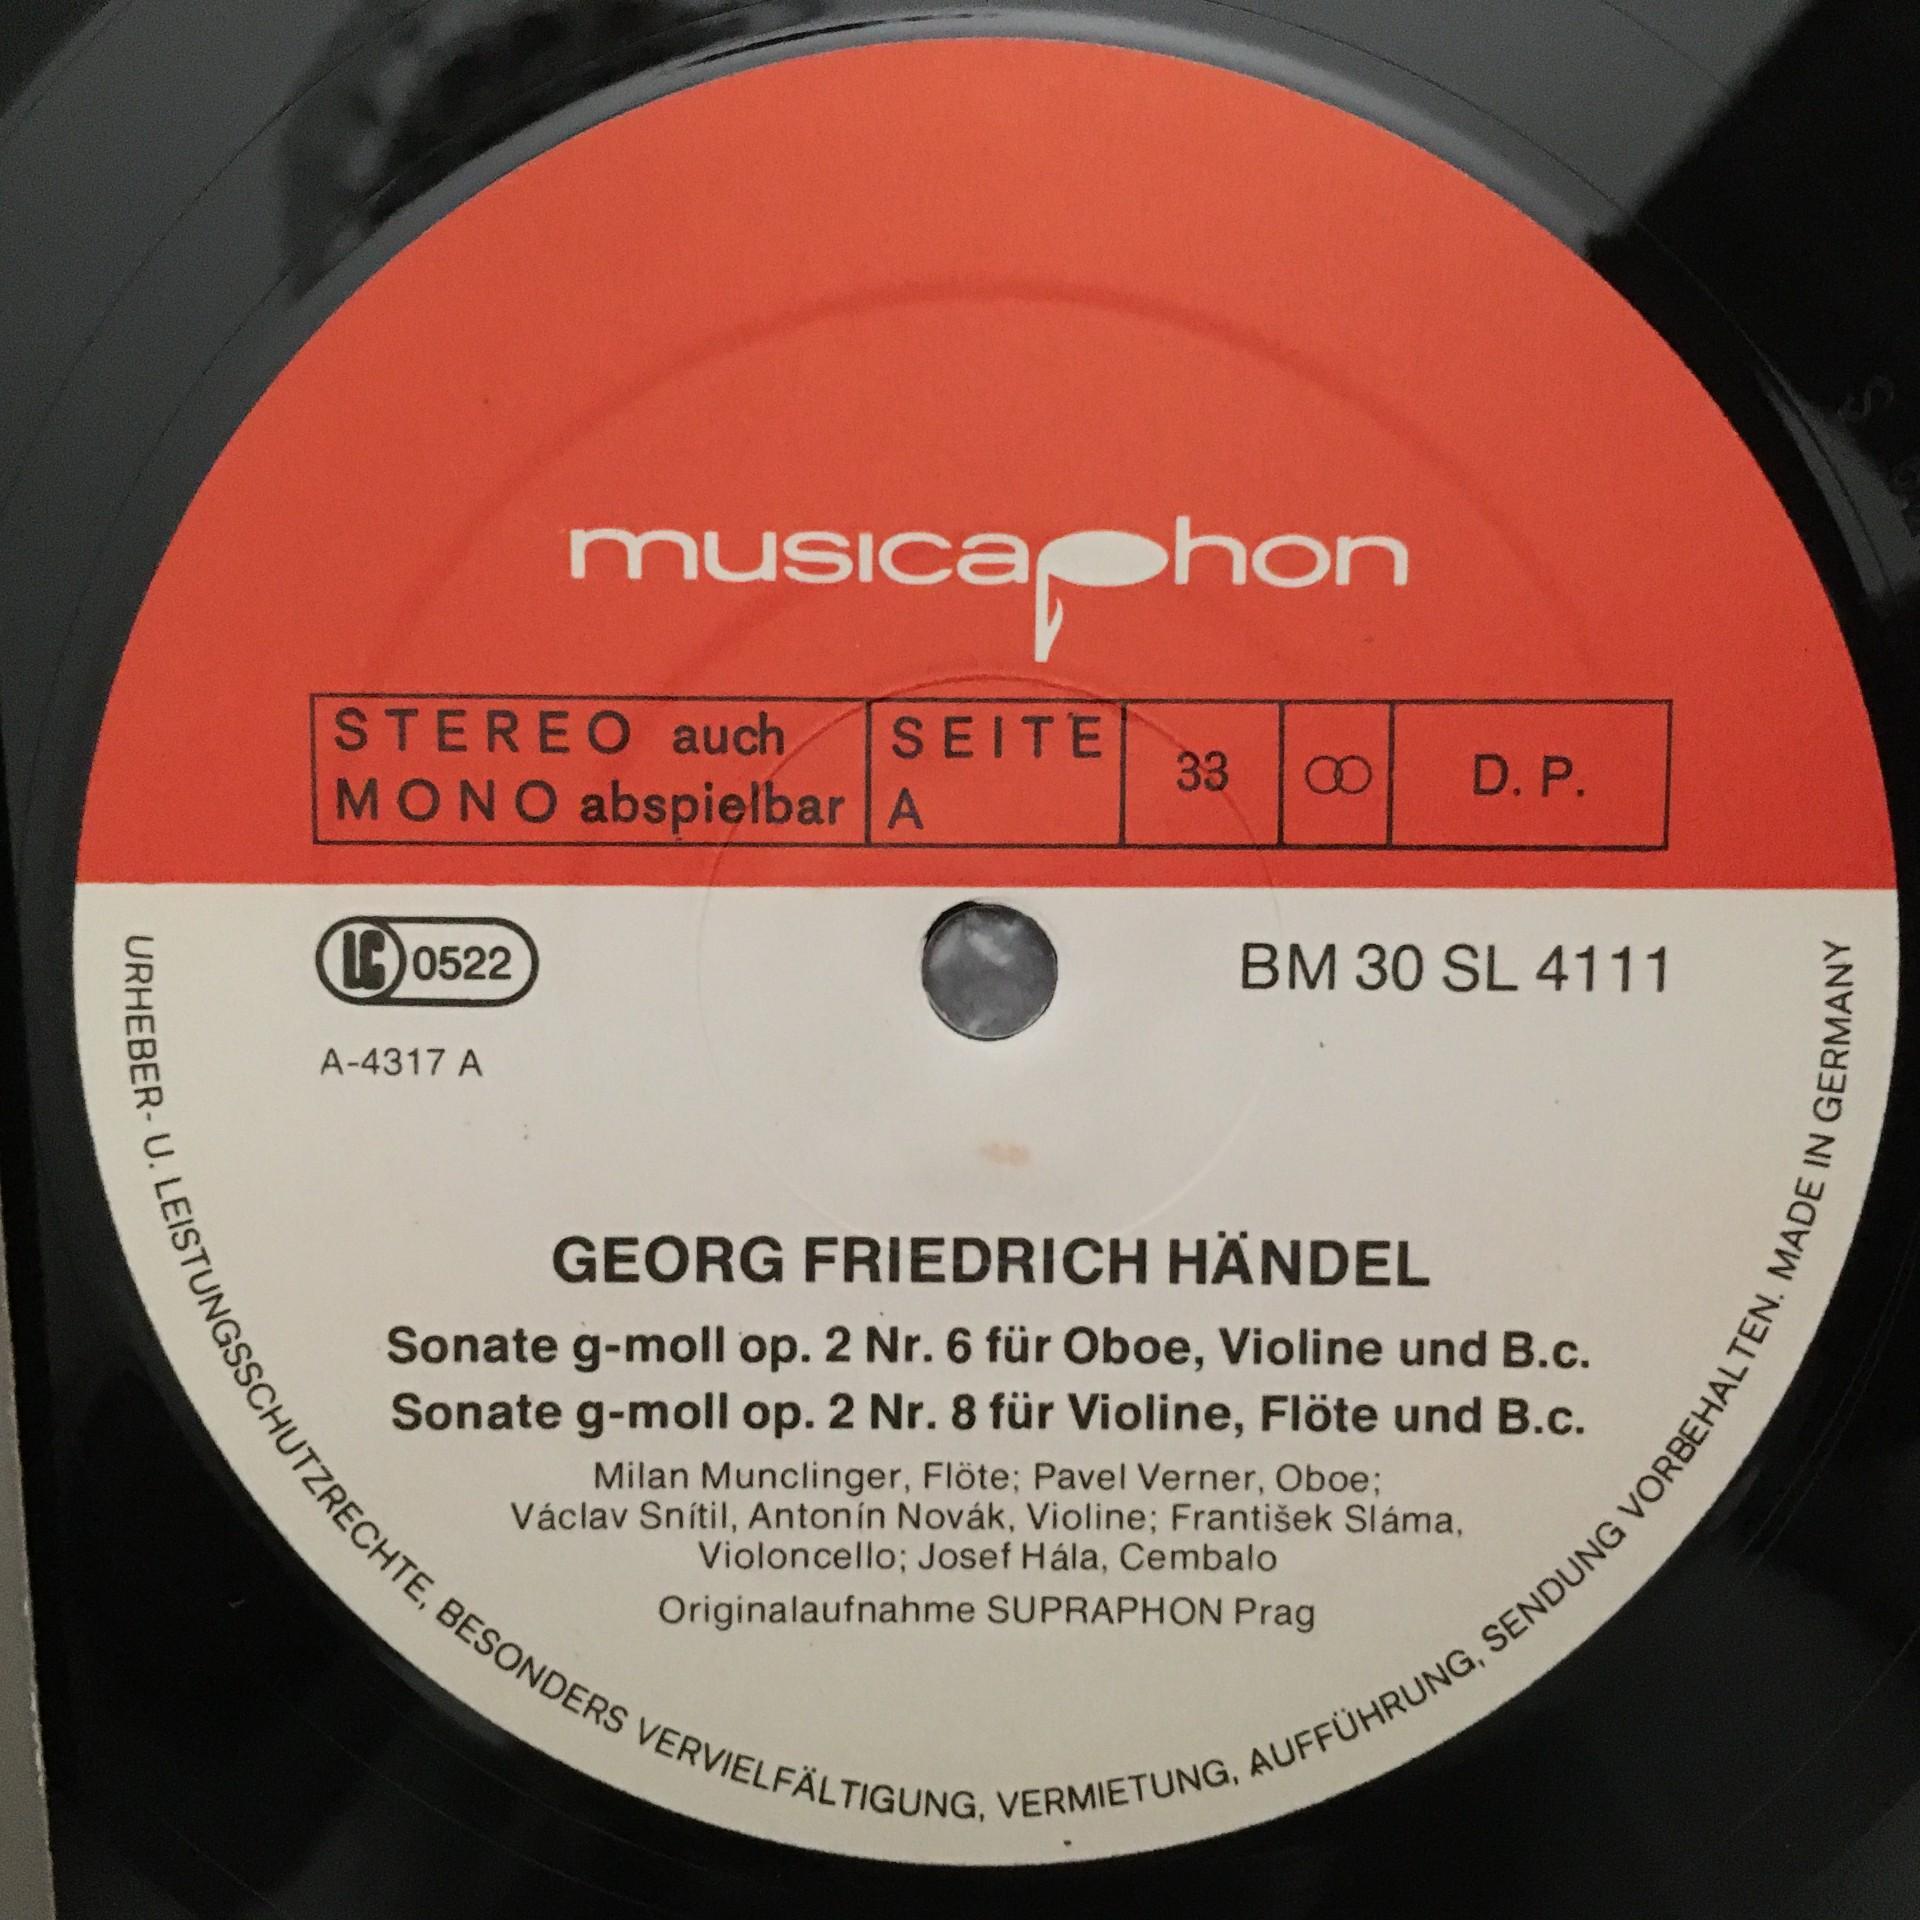 musicaphon
STEREO auch
MONO abspielbar
SEITE
A
33
D. P.
LC 0522
BM 30 SL 4111
A-4317 A
GEORG FRIEDRICH HÄNDEL
Sonate g-moll op. 2 Nr. 6 für Oboe, Violine und B.c.
Sonate g-moll op. 2 Nr. 8 für Violine, Flöte und B.c.
Milan Munclinger, Flöte; Pavel Verner, Oboe;
Václav Snítil, Antonín Novák, Violine; František Sláma,
Violoncello; Josef Hála, Cembalo
Originalaufnahme SUPRAPHON Prag
URHEBER- U. LEISTUNGSSCHUTZRECHTE, BESONDERS VERVIELFÄLTIGUNG, VERMIETUNG, AUFFÜHRUNG, SENDUNG VORBEHALTEN. MADE IN GERMANY